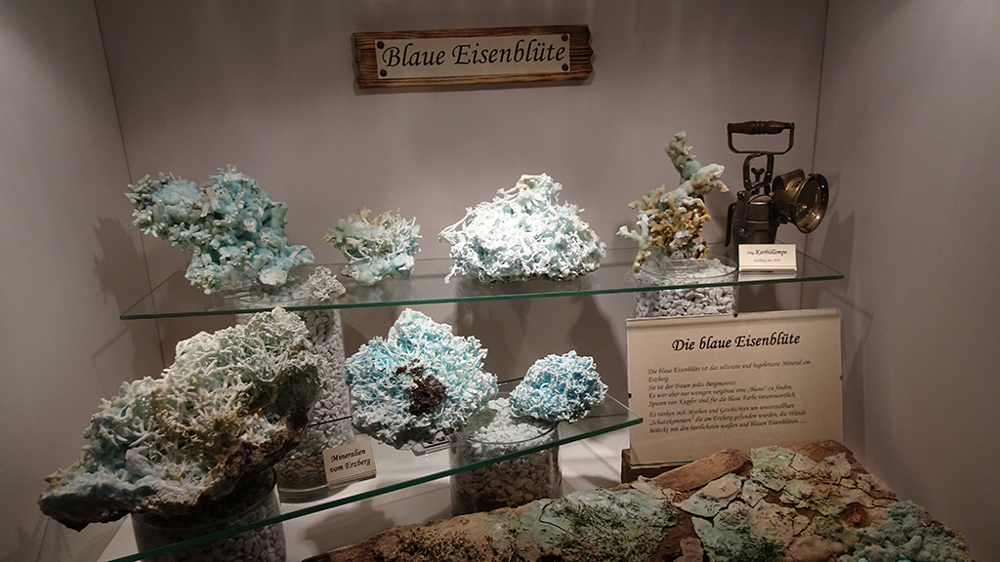 Blaue Eisenblüte
Karbidlampe
Mineralien
vom Erzberg
Die blaue Eisenblüte
Die blaue Eisenblüte ist das seltenste und begehrteste Mineral am
Erzberg.
Sie ist der Traum jedes Bergmannes.
Es war aber nur wenigen vergönnt eine „Blaue" zu finden.
Spuren von Kupfer sind für die blaue Farbe verantwortlich.
Es ranken sich Mythen und Geschichten um unvorstellbare
„Schatzkammern" die am Erzberg gefunden wurden, die Wände
bedeckt mit den herrlichsten weißen und blauen Eisenblüten.....